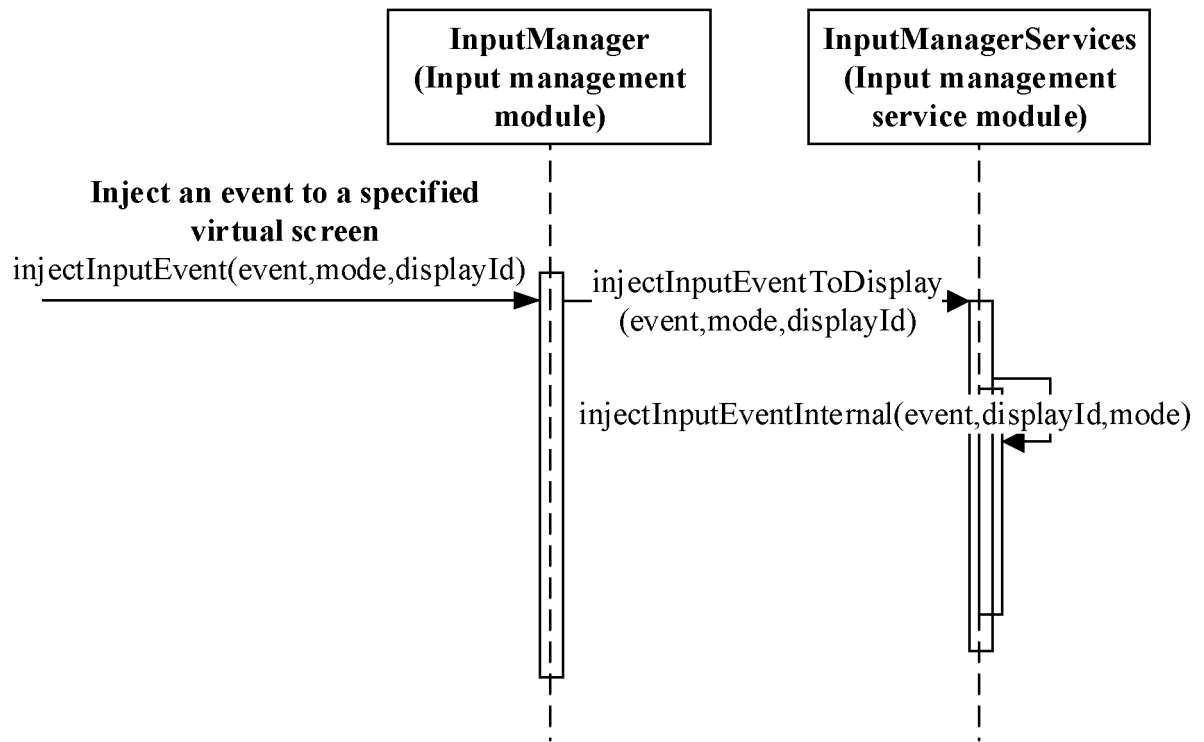 InputManager
(Input management
module)
InputManagerServices
(Input management
service module)
Inject an event to a specified
virtual screen
injectInputEvent(event,mode,displayId)
injectInputEventToDisplay
(event,mode,displayId)
injectInputEventInternal(event,displayId,mode)